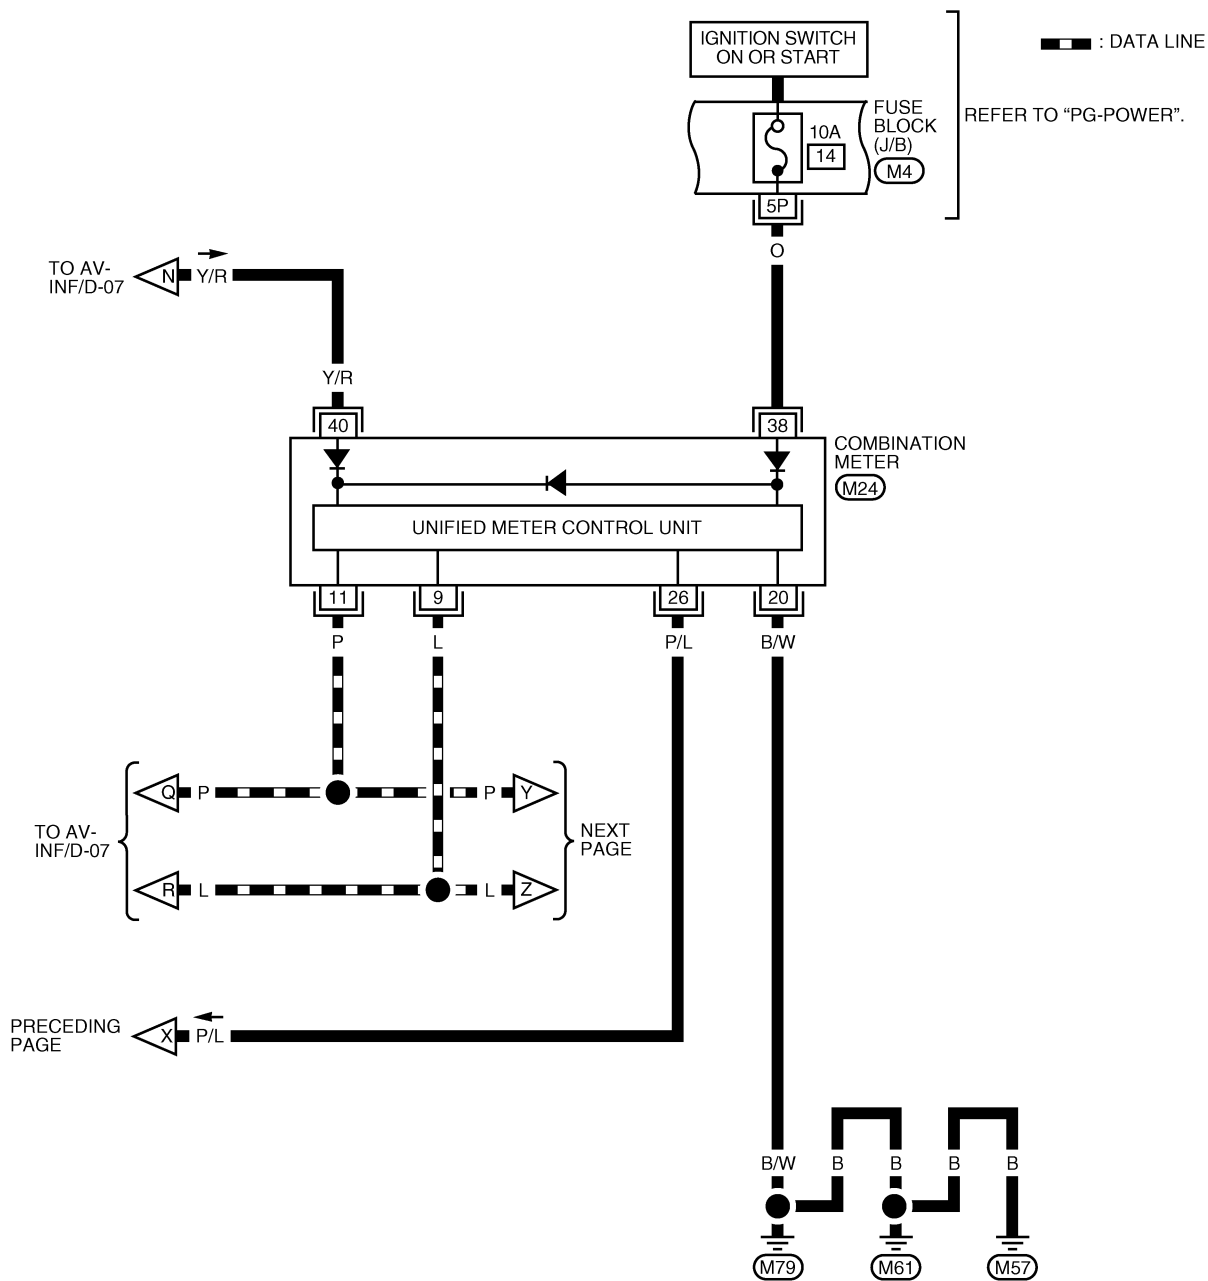 IGNITION SWITCH
ON OR START
: DATA LINE
FUSE
BLOCK
(J/B)
M4
10A
14
REFER TO “PG-POWER”.
5P
O
TO AV-
INF/D-07
N
Y/R
Y/R
40
38
COMBINATION
METER
M24
UNIFIED METER CONTROL UNIT
11
9
26
20
P
L
P/L
B/W
Q
P
P
Y
TO AV-
INF/D-07
NEXT
PAGE
R
L
L
Z
PRECEDING
PAGE
X
P/L
B/W
B
B
B
B
M79
M61
M57